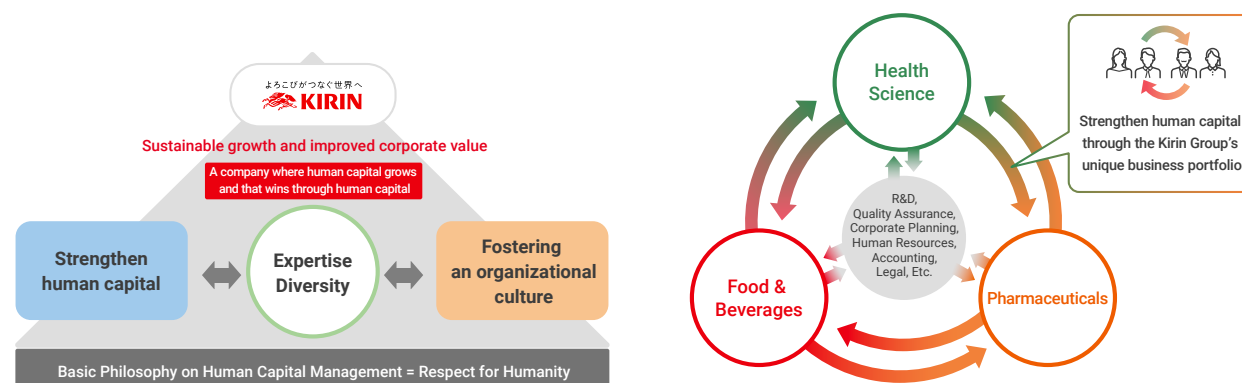 よろこびがつなぐ世界へ
KIRIN
Sustainable growth and improved corporate value
A company where human capital grows
and that wins through human capital
Strengthen
human capital
Expertise
Diversity
Fostering
an organizational
culture
Basic Philosophy on Human Capital Management = Respect for Humanity
Health
Science
Strengthen human capital
through the Kirin Group's
unique business portfolio
R&D,
Quality Assurance,
Corporate Planning,
Human Resources,
Accounting,
Legal, Etc.
Food &
Beverages
Pharmaceuticals